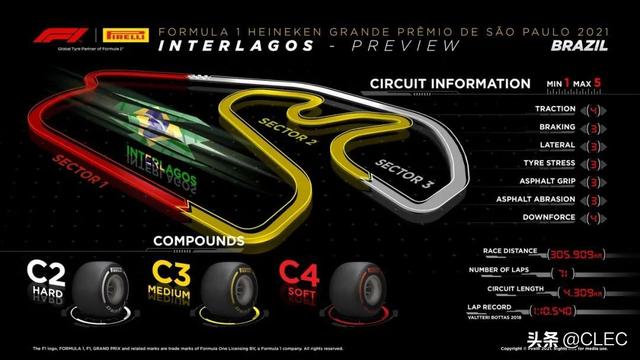 F1
PIRELLI
Global Tyre Partner of Formula 1®
FORMULA 1 HEINEKEN GRANDE PRÊMIO DE SÃO PAULO 2021
INTERLAGOS - PREVIEW
BRAZIL
CIRCUIT INFORMATION
MIN 1 MAX 5
TRACTION 4
BRAKING 3
LATERAL 3
TYRE STRESS 3
ASPHALT GRIP 3
ASPHALT ABRASION 3
DOWNFORCE 4
SECTOR 1
SECTOR 2
SECTOR 3
INTERLAGOS
COMPOUNDS
C2
HARD
C3
MEDIUM
C4
SOFT
RACE DISTANCE 305.909KM
NUMBER OF LAPS 71
CIRCUIT LENGTH 4.309KM
LAP RECORD 1:10.540
VALTTERI BOTTAS 2018
The F1 logo, FORMULA 1, F1, GRAND PRIX and related marks are trade marks of Formula One Licensing BV, a Formula 1 company. All rights reserved.
头条 @CLEC